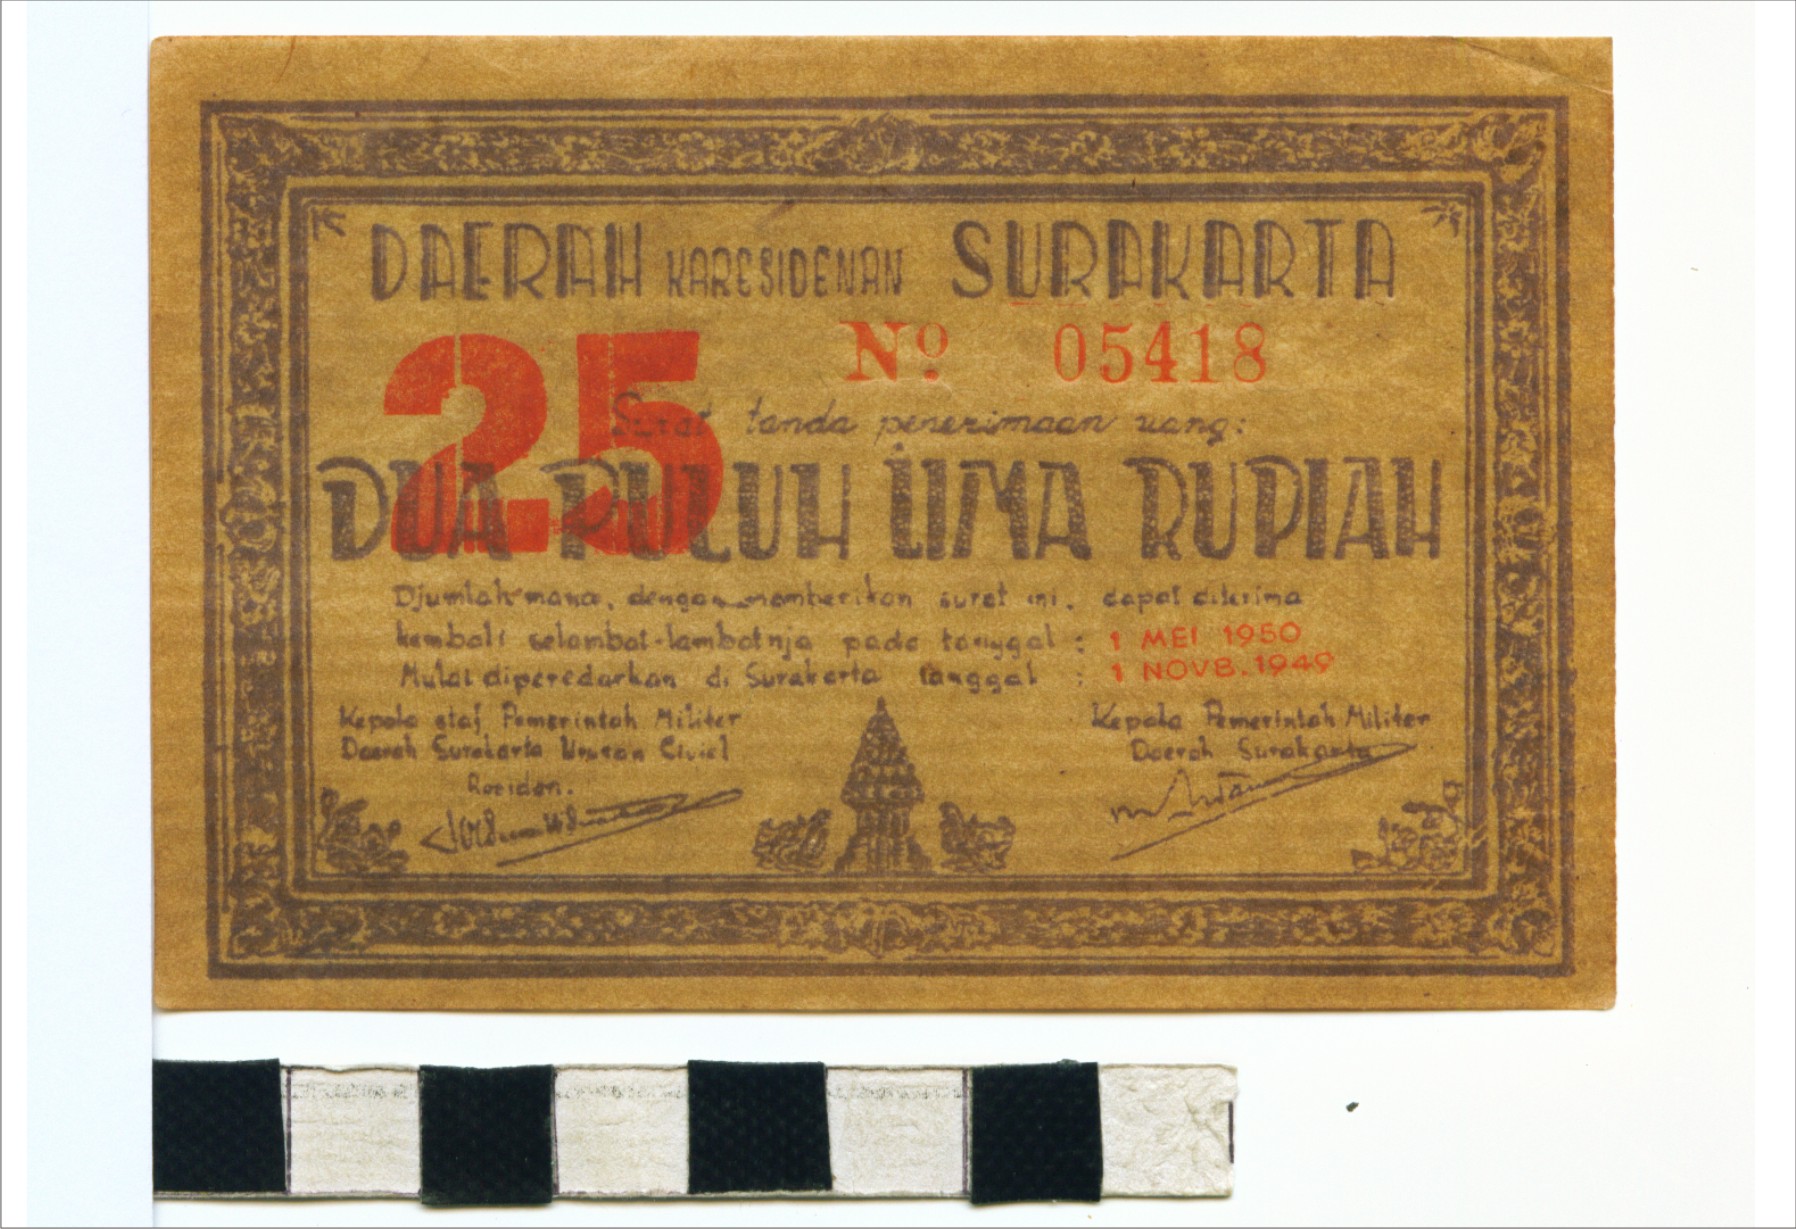 DAERAH KARESIDENAN SURAKARTA
25 No. 05418
Surat tanda penerimaan uang:
DUA PULUH LIMA RUPIAH
Djumlah mana, dengan memberikan surat ini, dapat diterima
kembali selambat-lambatnja pada tanggal : 1 MEI 1950
Mulai diperedarkan di Surakarta tanggal : 1 NOVB. 1949
Kepala staf Pemerintah Militer
Daerah Surakarta Urusan Civiel
Residen.
Kepala Pemerintah Militer
Daerah Surakarta